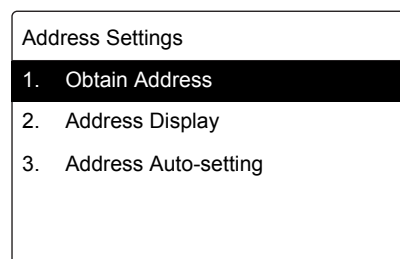 Address Settings
1. Obtain Address
2. Address Display
3. Address Auto-setting